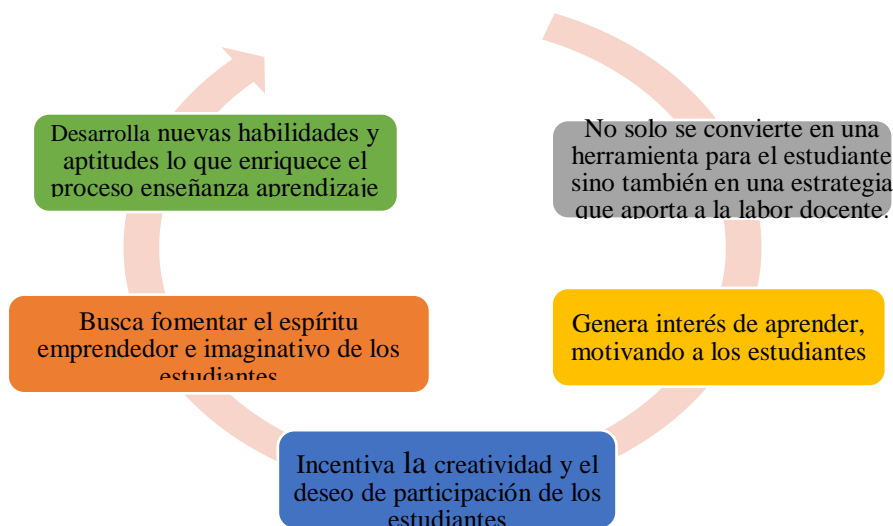 No solo se convierte en una
herramienta para el estudiante
sino también en una estrategia
que aporta a la labor docente.
Genera interés de aprender,
motivando a los estudiantes
Incentiva la creatividad y el
deseo de participación de los
estudiantes
Busca fomentar el espíritu
emprendedor e imaginativo de los
estudiantes
Desarrolla nuevas habilidades y
aptitudes lo que enriquece el
proceso enseñanza aprendizaje